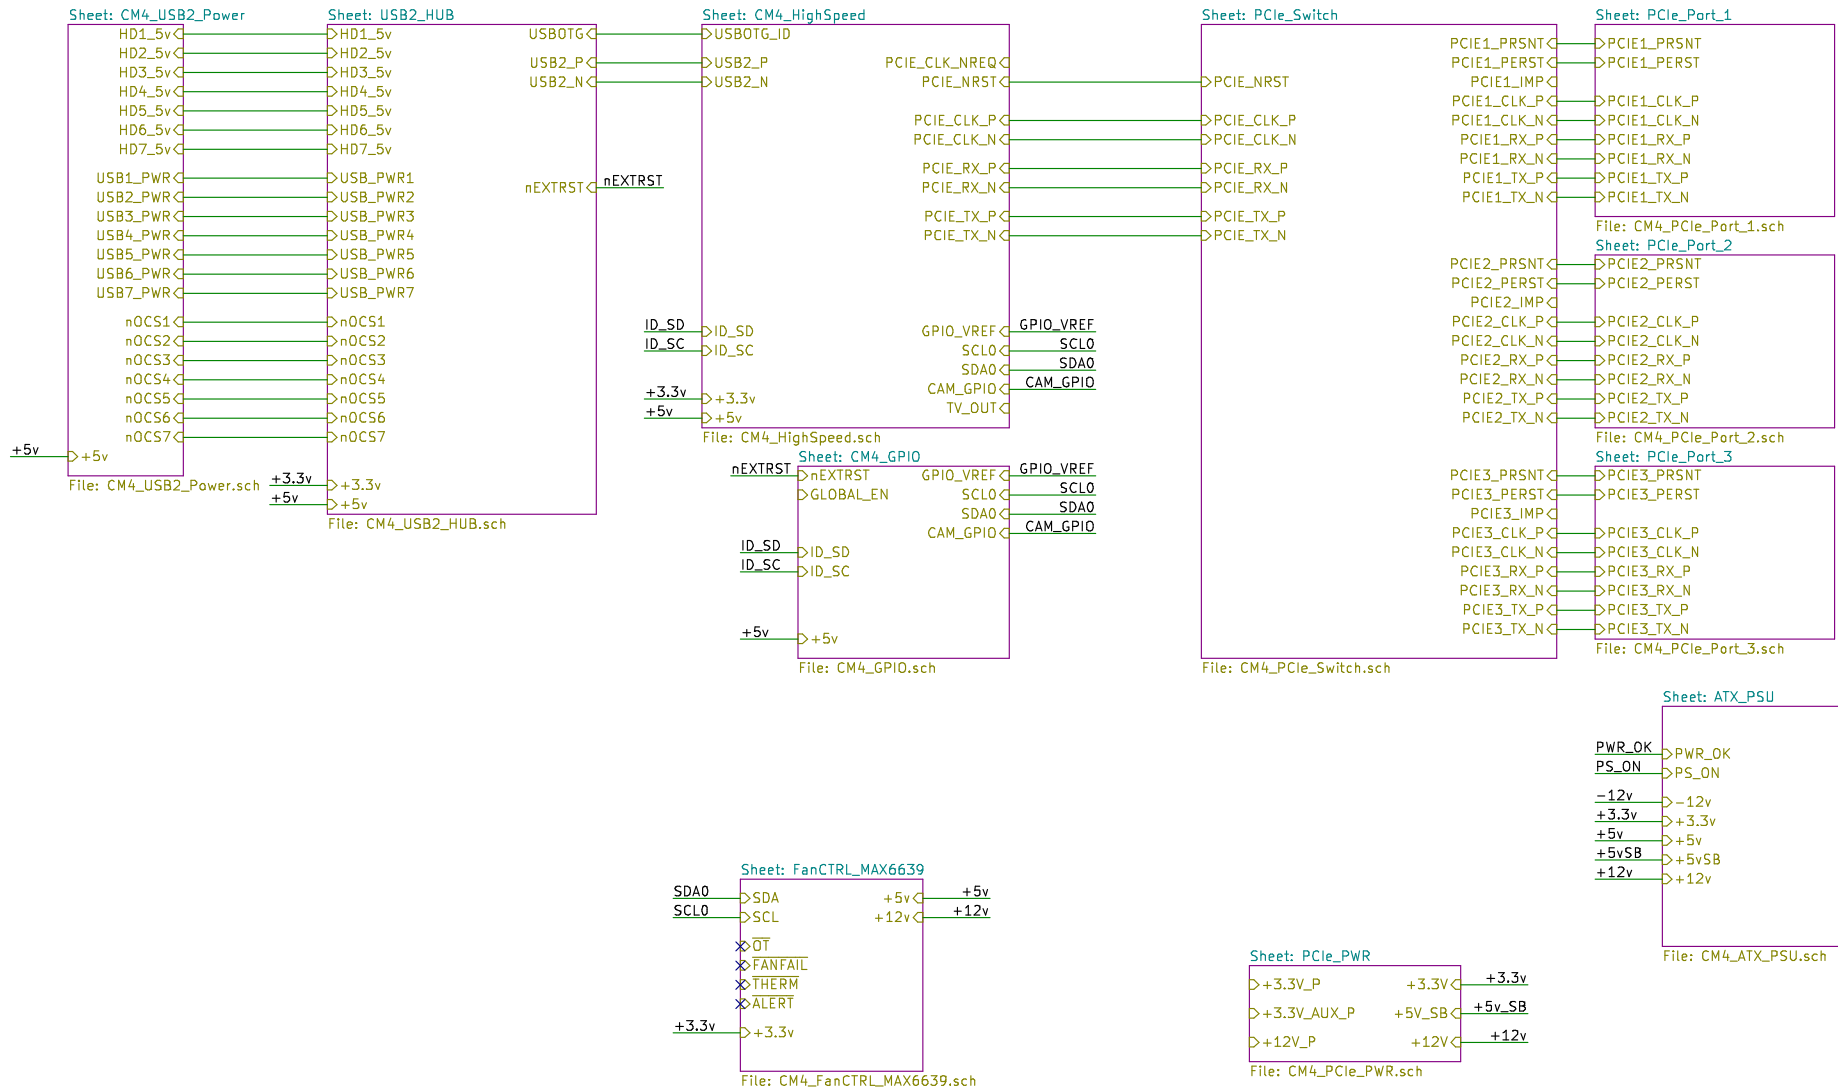 Sheet: CM4_USB2_Power
HD1_5v
HD2_5v
HD3_5v
HD4_5v
HD5_5v
HD6_5v
HD7_5v
USB1_PWR
USB2_PWR
USB3_PWR
USB4_PWR
USB5_PWR
USB6_PWR
USB7_PWR
nOCS1
nOCS2
nOCS3
nOCS4
nOCS5
nOCS6
nOCS7
+5v
+5v
File: CM4_USB2_Power.sch
Sheet: USB2_HUB
HD1_5v
HD2_5v
HD3_5v
HD4_5v
HD5_5v
HD6_5v
HD7_5v
USB_PWR1
USB_PWR2
USB_PWR3
USB_PWR4
USB_PWR5
USB_PWR6
USB_PWR7
nOCS1
nOCS2
nOCS3
nOCS4
nOCS5
nOCS6
nOCS7
+3.3v
+3.3v
+5v
+5v
USBOTG
USB2_P
USB2_N
nEXTRST
nEXTRST
File: CM4_USB2_HUB.sch
Sheet: CM4_HighSpeed
USBOTG_ID
USB2_P
USB2_N
ID_SD
ID_SD
ID_SC
ID_SC
+3.3v
+3.3v
+5v
+5v
PCIE_CLK_NREQ
PCIE_NRST
PCIE_CLK_P
PCIE_CLK_N
PCIE_RX_P
PCIE_RX_N
PCIE_TX_P
PCIE_TX_N
GPIO_VREF
GPIO_VREF
SCL0
SCL0
SDA0
SDA0
CAM_GPIO
CAM_GPIO
TV_OUT
File: CM4_HighSpeed.sch
Sheet: CM4_GPIO
nEXTRST
nEXTRST
GLOBAL_EN
ID_SD
ID_SD
ID_SC
ID_SC
+5v
+5v
GPIO_VREF
GPIO_VREF
SCL0
SCL0
SDA0
SDA0
CAM_GPIO
CAM_GPIO
File: CM4_GPIO.sch
Sheet: PCIe_Switch
PCIE_NRST
PCIE_CLK_P
PCIE_CLK_N
PCIE_RX_P
PCIE_RX_N
PCIE_TX_P
PCIE_TX_N
PCIE1_PRSNT
PCIE1_PERST
PCIE1_IMP
PCIE1_CLK_P
PCIE1_CLK_N
PCIE1_RX_P
PCIE1_RX_N
PCIE1_TX_P
PCIE1_TX_N
PCIE2_PRSNT
PCIE2_PERST
PCIE2_IMP
PCIE2_CLK_P
PCIE2_CLK_N
PCIE2_RX_P
PCIE2_RX_N
PCIE2_TX_P
PCIE2_TX_N
PCIE3_PRSNT
PCIE3_PERST
PCIE3_IMP
PCIE3_CLK_P
PCIE3_CLK_N
PCIE3_RX_P
PCIE3_RX_N
PCIE3_TX_P
PCIE3_TX_N
File: CM4_PCIe_Switch.sch
Sheet: PCIe_Port_1
PCIE1_PRSNT
PCIE1_PERST
PCIE1_CLK_P
PCIE1_CLK_N
PCIE1_RX_P
PCIE1_RX_N
PCIE1_TX_P
PCIE1_TX_N
File: CM4_PCIe_Port_1.sch
Sheet: PCIe_Port_2
PCIE2_PRSNT
PCIE2_PERST
PCIE2_CLK_P
PCIE2_CLK_N
PCIE2_RX_P
PCIE2_RX_N
PCIE2_TX_P
PCIE2_TX_N
File: CM4_PCIe_Port_2.sch
Sheet: PCIe_Port_3
PCIE3_PRSNT
PCIE3_PERST
PCIE3_CLK_P
PCIE3_CLK_N
PCIE3_RX_P
PCIE3_RX_N
PCIE3_TX_P
PCIE3_TX_N
File: CM4_PCIe_Port_3.sch
Sheet: ATX_PSU
PWR_OK
PWR_OK
PS_ON
PS_ON
-12v
-12v
+3.3v
+3.3v
+5v
+5v
+5vSB
+5vSB
+12v
+12v
File: CM4_ATX_PSU.sch
Sheet: FanCTRL_MAX6639
SDA0
SDA
SCL0
SCL
OT
FANFAIL
THERM
ALERT
+3.3v
+3.3v
+5v
+5v
+12v
+12v
File: CM4_FanCTRL_MAX6639.sch
Sheet: PCIe_PWR
+3.3V_P
+3.3V_AUX_P
+12V_P
+3.3V
+3.3v
+5V_SB
+5v_SB
+12V
+12v
File: CM4_PCIe_PWR.sch